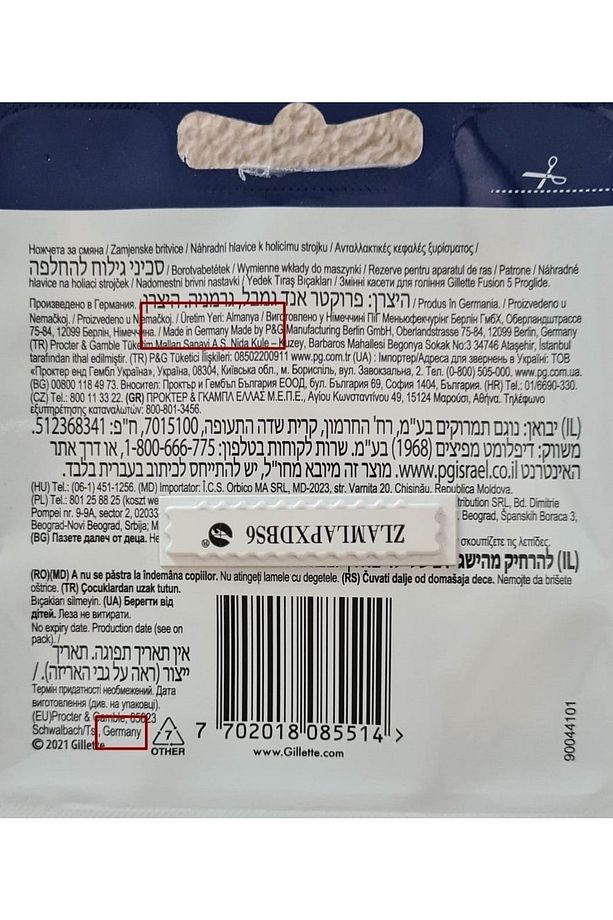 Ножчета за смяна / Zamjenske britvice / Náhradní hlavice k holicímu strojku / Ανταλλακτικές κεφαλές ξυρίσματος /
סכיני גילוח להחלפה / Borotvabetétek / Wymienne wkłady do maszynki / Rezerve pentru aparatul de ras / Patrone / Náhradné
hlavice na holiaci strojček / Nadomestni brivni nastavki / Yedek Tıraş Bıçakları / Змінні касети для гоління Gillette Fusion 5 Proglide.
Произведено в Германия. היצרן: פרוקטר אנד גמבל, גרמניה. היצרן: / Produs în Germania. / Proizvedeno u
Nemačkoj. / Proizvedeno u Njemačkoj. / Üretim Yeri: Almanya / Виготовлено у Німеччині ПіГ Меньюфекчурінг Берлін ГмбХ, Оберландштрассе
75-84, 12099 Берлін, Німеччина. / Made in Germany Made by P&G Manufacturing Berlin GmbH, Oberlandstrasse 75-84, 12099 Berlin, Germany
(TR) Procter & Gamble Tüketim Malları Sanayi A.S. Nida Kule – Kuzey, Barbaros Mahallesi Begonya Sokak No:3 34746 Ataşehir, İstanbul
tarafından ithal edilmiştir. (TR) P&G Tüketici İlişkileri: 08502200911 www.pg.com.tr (UA) : Імпортер/Адреса для звернень в Україні: ТОВ
«Проктер енд Гембл Україна», 08304, Київська обл., м. Бориспіль, вул. Завокзальна, 2. Тел. (0-800) 505-000. www.pg.com.ua.
(BG) 00800 118 49 73. Вносител: Проктър и Гембъл България ЕООД, бул. България 69, София 1404, България. (HR) Tel.: 01/6690-330.
(CZ) Tel.: 800 11 33 22. (GR) ΠΡΟΚΤΕΡ & ΓΚΑΜΠΛ ΕΛΛΑΣ Μ.Ε.Π.Ε., Αγίου Κωνσταντίνου 49, 15124 Μαρούσι, Αθήνα. Τηλέφωνο
εξυπηρέτησης καταναλωτών: 800-801-3456.
(IL) יבואן: נוגם תמרוקים בע"מ, רח' החרמון, קרית שדה התעופה, 7015100, ח"פ: 512368341.
משווק: דיפלומט מפיצים (1968) בע"מ. שרות לקוחות בטלפון: 1-800-666-775, או דרך אתר
האינטרנט www.pgisrael.co.il. מוצר זה מיובא מחו"ל, יש להתייחס לכיתוב בעברית בלבד.
(HU) Tel.: (06-1) 451-1256. (MD) Importator: Î.C.S. Orbico MA SRL, MD-2023, str. Varnita 20, Chisinău, Republica Moldova.
(PL) Tel.: 801 25 88 25 (koszt tribution SRL, Bd. Dimitrie
Pompei nr. 9-9A, sector 2, Beograd, Španskih Boraca 3,
Beograd-Novi Beograd, Srbija;
(BG) Пазете далеч от деца. σκουπίζετε τις λεπίδες.
ZLAMLAPXDBS6 ®
(IL) להרחיק מהישג
(RO)(MD) A nu se păstra la îndemâna copiilor. Nu atingeți lamele cu degetele. (RS) Čuvati dalje od domašaja dece. Nemojte da brišete
oštrice. (TR) Çocuklardan uzak tutun.
Bıçakları silmeyin. (UA) Берегти від
дітей. Леза не витирати.
No expiry date. Production date (see on
pack). /
אין תאריך תפוגה. תאריך
ייצור (ראה על גבי האריזה). /
Термін придатності необмежений. Дата
виготовлення (див. на упаковці).
(EU)Procter & Gamble, 65823
Schwalbach/Ts., Germany
© 2021 Gillette
7
OTHER
7 702018 085514 >
www.Gillette.com
90044101